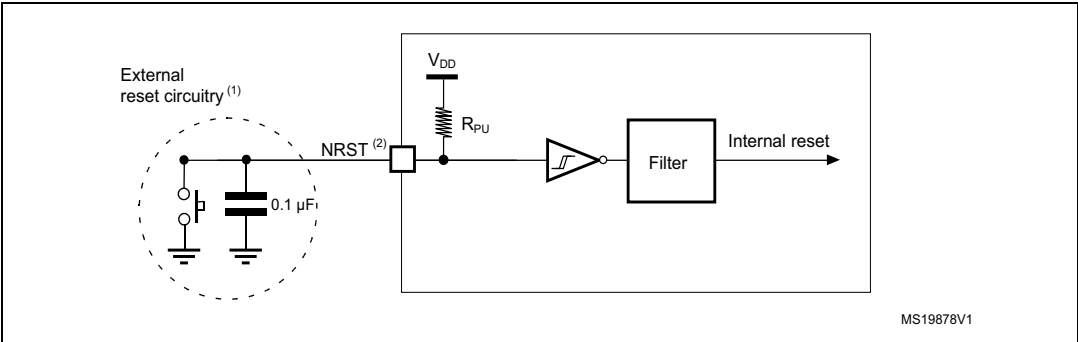 External
reset circuitry (1)
VDD
RPU
NRST (2)
0.1 µF
Filter
Internal reset
MS19878V1